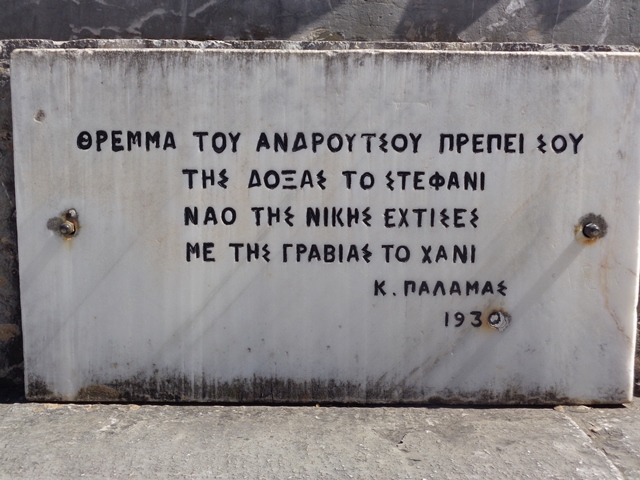 ΘΡΕΜΜΑ ΤΟΥ ΑΝΔΡΟΥΤΣΟΥ ΠΡΕΠΕΙ ΣΟΥ
ΤΗΣ ΔΟΞΑΣ ΤΟ ΣΤΕΦΑΝΙ
ΝΑΟ ΤΗΣ ΝΙΚΗΣ ΕΧΤΙΣΕΣ
ΜΕ ΤΗΣ ΓΡΑΒΙΑΣ ΤΟ ΧΑΝΙ
Κ. ΠΑΛΑΜΑΣ